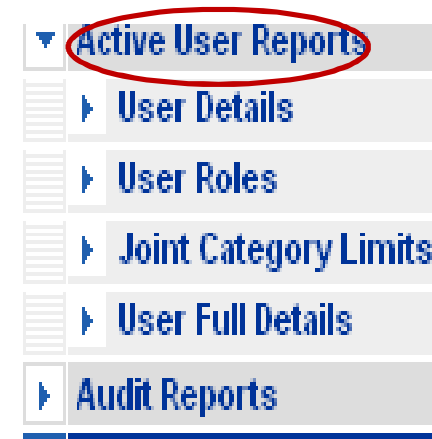 Active User Reports
User Details
User Roles
Joint Category Limits
User Full Details
Audit Reports